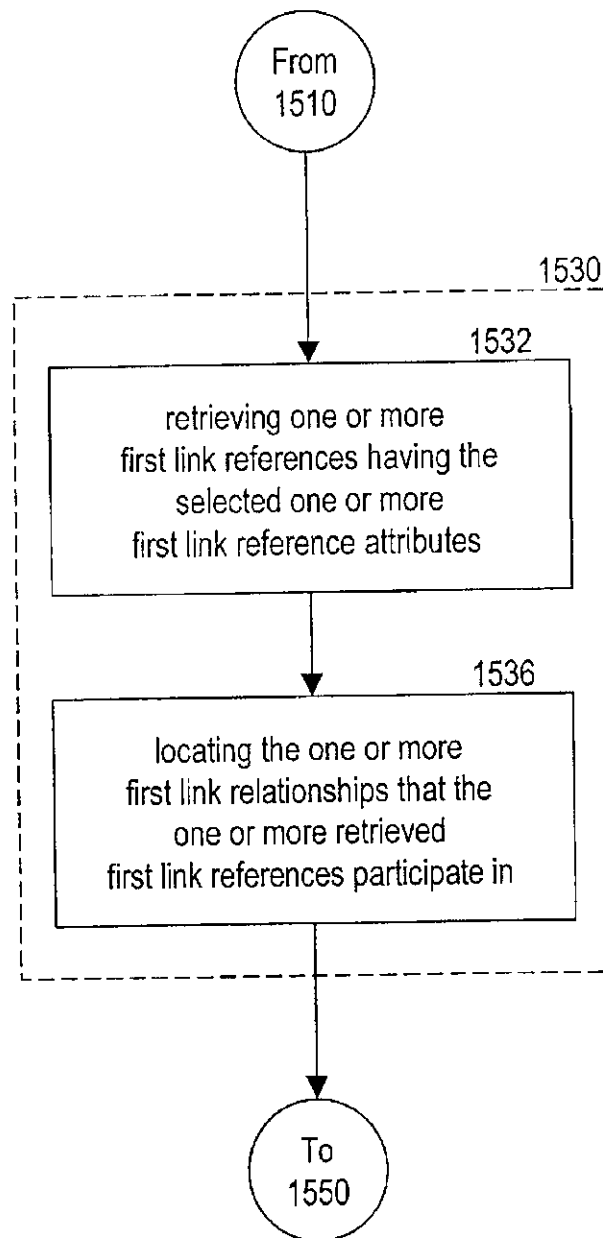 From
1510
1530
1532
retrieving one or more
first link references having the
selected one or more
first link reference attributes
1536
locating the one or more
first link relationships that the
one or more retrieved
first link references participate in
To
1550